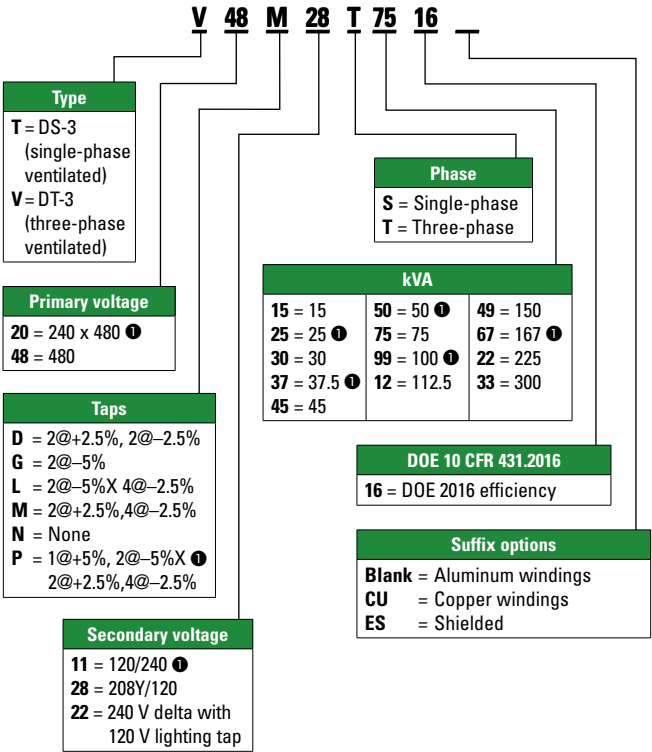 V 48 M 28 T 75 16
Type
T = DS-3
(single-phase
ventilated)
V = DT-3
(three-phase
ventilated)
Primary voltage
20 = 240 x 480 ❶
48 = 480
Taps
D = 2@+2.5%, 2@–2.5%
G = 2@–5%
L = 2@–5%X 4@–2.5%
M = 2@+2.5%,4@–2.5%
N = None
P = 1@+5%, 2@–5%X ❶
2@+2.5%,4@–2.5%
Secondary voltage
11 = 120/240 ❶
28 = 208Y/120
22 = 240 V delta with
120 V lighting tap
Phase
S = Single-phase
T = Three-phase
kVA
15 = 15
25 = 25 ❶
30 = 30
37 = 37.5 ❶
45 = 45
50 = 50 ❶
75 = 75
99 = 100 ❶
12 = 112.5
49 = 150
67 = 167 ❶
22 = 225
33 = 300
DOE 10 CFR 431.2016
16 = DOE 2016 efficiency
Suffix options
Blank = Aluminum windings
CU = Copper windings
ES = Shielded